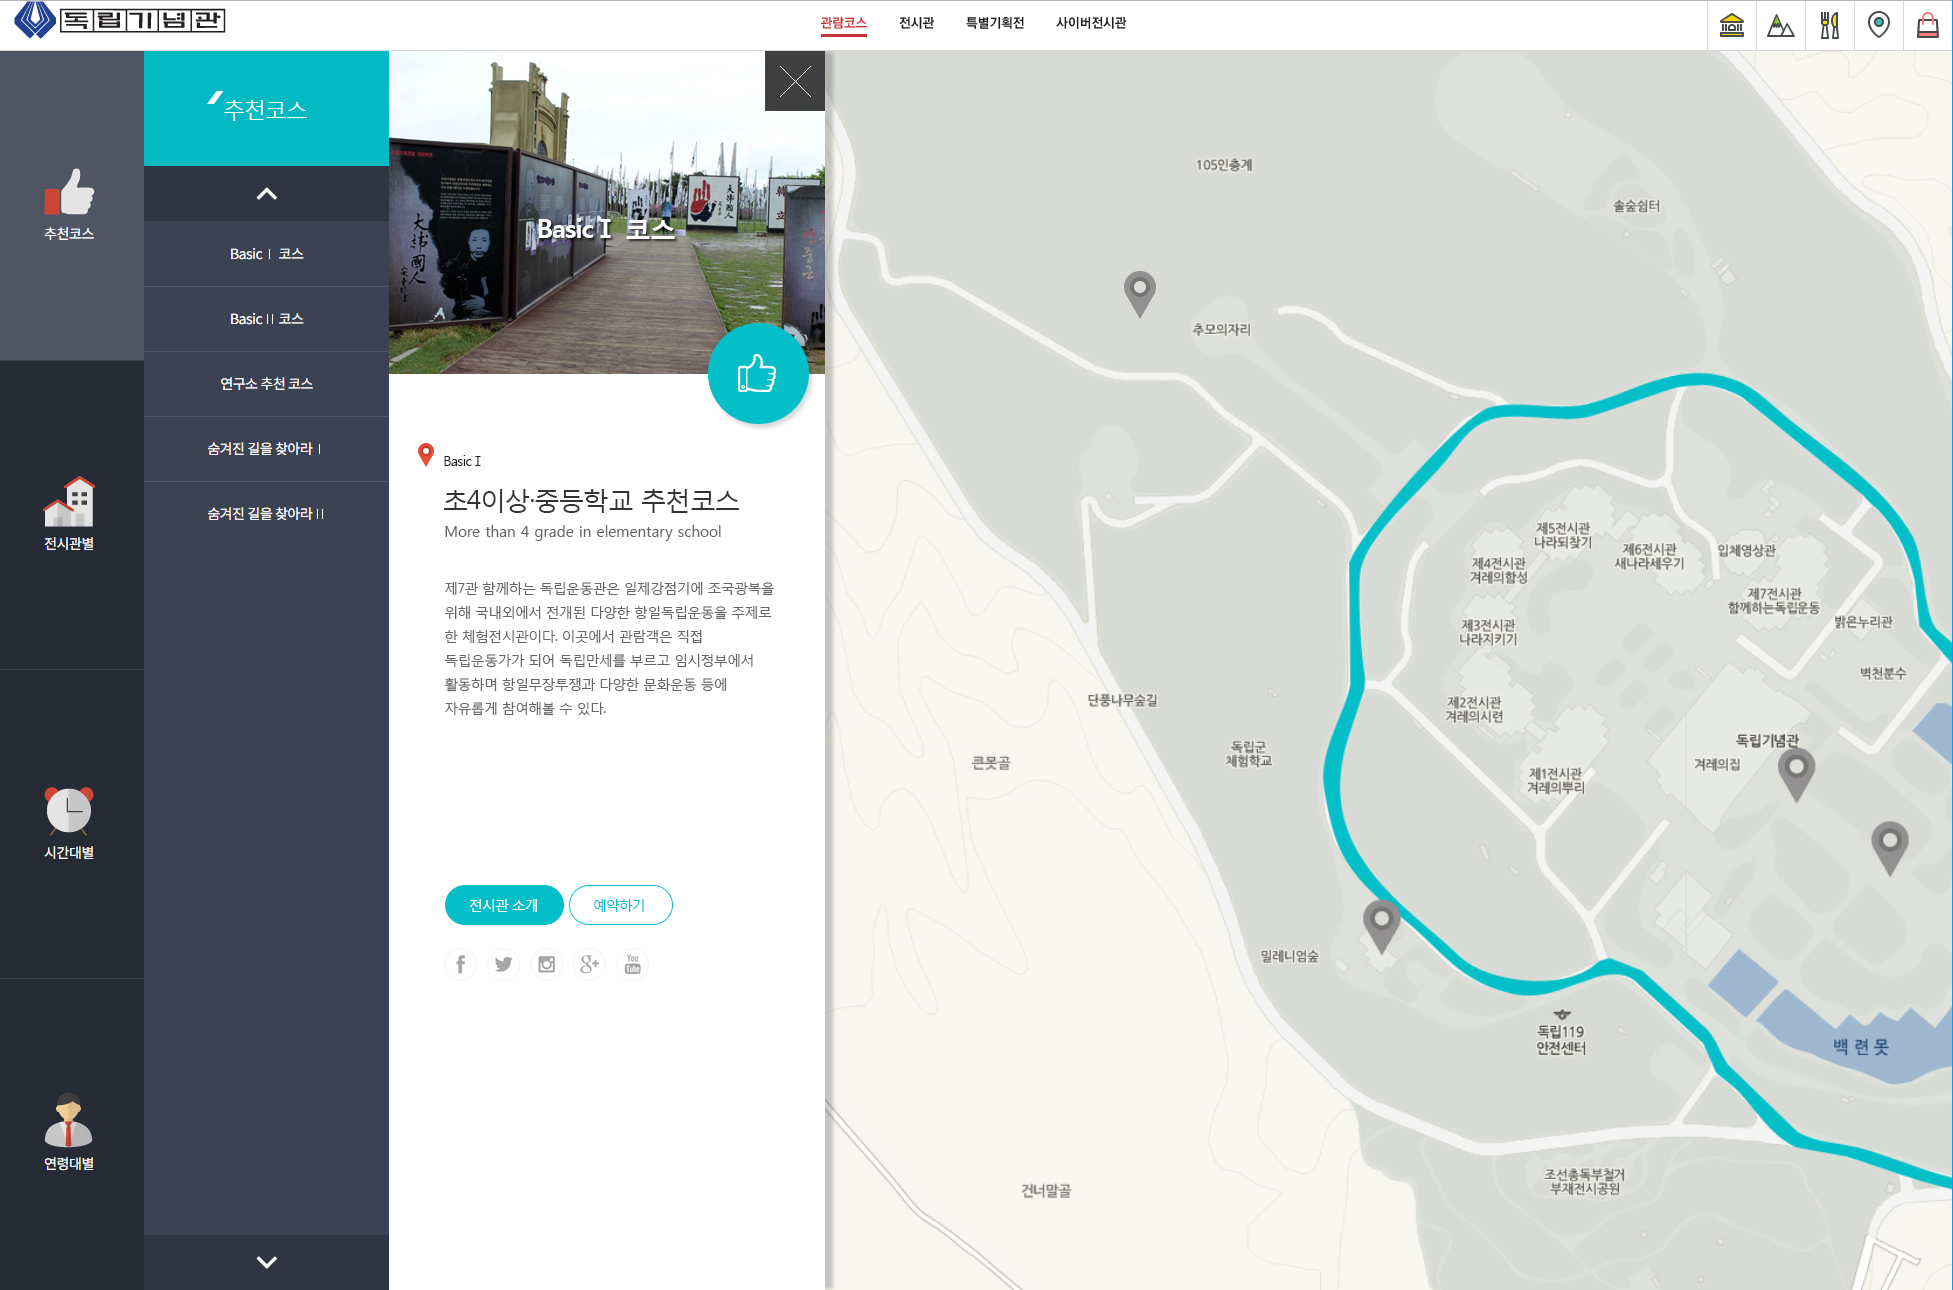 독립기념관
관람코스
전시관
특별기획전
사이버전시관
추천코스
전시관별
시간대별
연령대별
추천코스
Basic I 코스
Basic II 코스
연구소 추천 코스
숨겨진 길을 찾아라 I
숨겨진 길을 찾아라 II
大韓國人
Basic I 코스
Basic I
초4이상·중등학교 추천코스
More than 4 grade in elementary school
제7관 함께하는 독립운동관은 일제강점기에 조국광복을
위해 국내외에서 전개된 다양한 항일독립운동을 주제로
한 체험전시관이다. 이곳에서 관람객은 직접
독립운동가가 되어 독립만세를 부르고 임시정부에서
활동하며 항일무장투쟁과 다양한 문화운동 등에
자유롭게 참여해볼 수 있다.
전시관 소개
예약하기
You
Tube
105인층계
솔숲쉼터
추모의자리
제5전시관
나라되찾기
제6전시관
새나라세우기
입체영상관
제4전시관
겨레의함성
제7전시관
함께하는독립운동
제3전시관
나라지키기
밝은누리관
벽천분수
단풍나무숲길
제2전시관
겨레의시련
독립기념관
겨레의집
큰못골
독립군
체험학교
제1전시관
겨레의뿌리
밀레니엄숲
독립119
안전센터
백련못
건너말골
조선총독부철거
부재전시공원